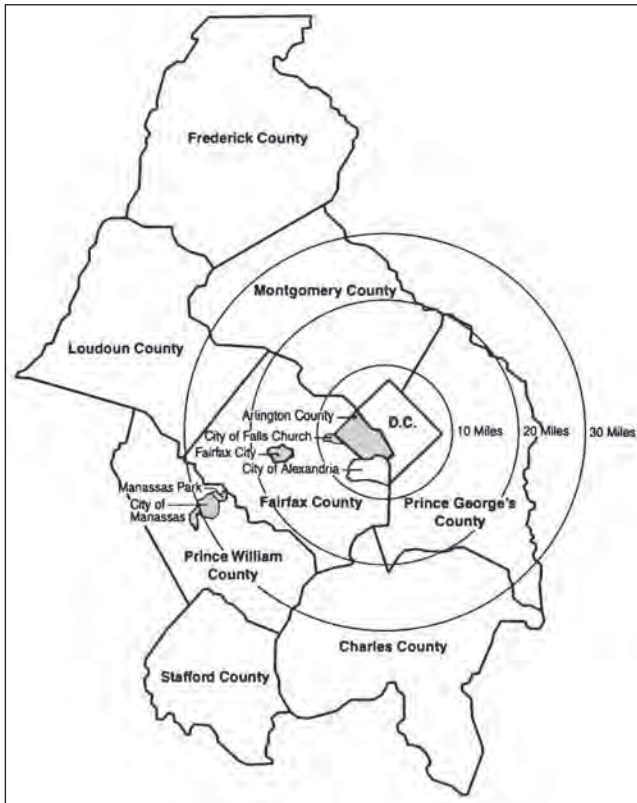 Frederick County
Montgomery County
Loudoun County
Arlington County
D.C.
City of Falls Church
10 Miles
20 Miles
30 Miles
Fairfax City
City of Alexandria
Manassas Park
Fairfax County
Prince George's
County
City of
Manassas
Prince William
County
Charles County
Stafford County